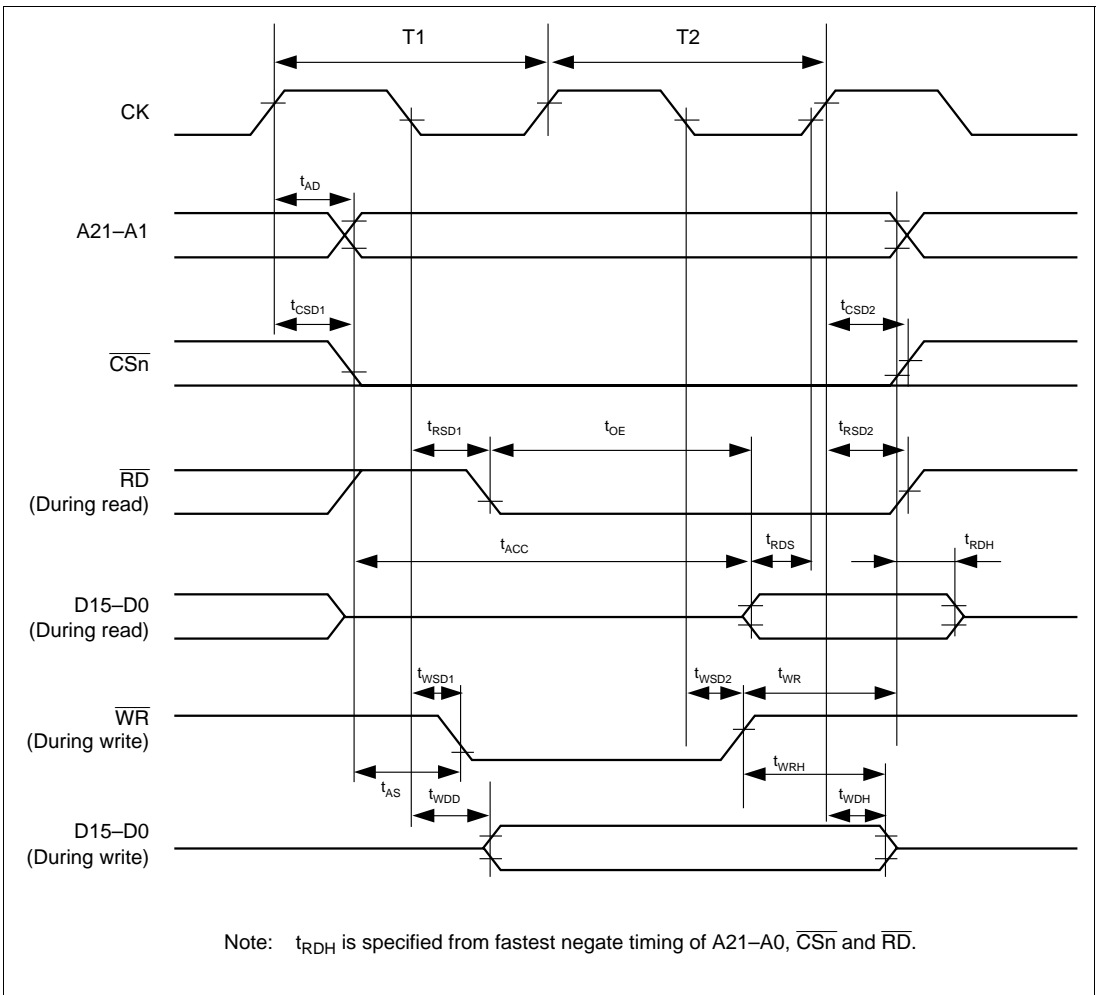 T1 T2
CK
tAD
A21–A1
tCSD1 tCSD2
CSn
tRSD1 tOE tRSD2
RD
(During read)
tACC tRDS tRDH
D15–D0
(During read)
tWSD1 tWSD2 tWR
WR
(During write)
tAS tWDD tWRH tWDH
D15–D0
(During write)
Note: tRDH is specified from fastest negate timing of A21–A0, CSn and RD.